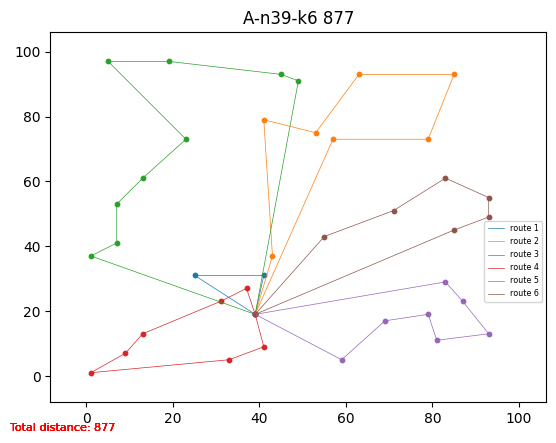 A-n39-k6 877
100
80
60
40
20
0
route 1
route 2
route 3
route 4
route 5
route 6
0 20 40 60 80 100
Total distance: 877